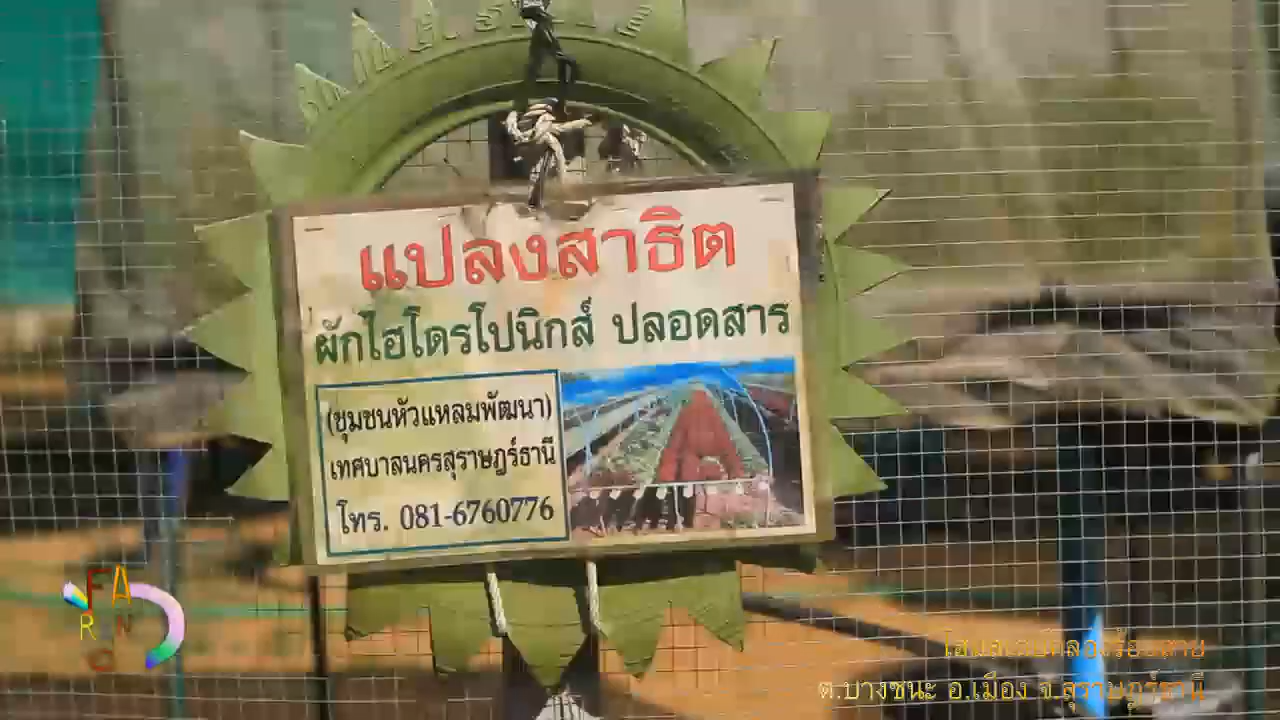 แปลงสาธิต
ผักไฮโดรโปนิกส์ ปลอดสาร
(ชุมชนหัวแหลมพัฒนา)
เทศบาลนครสุราษฎร์ธานี
โทร. 081-6760776
FA
ต.บางชนะ อ.เมือง จ.สุราษฎร์ธานี